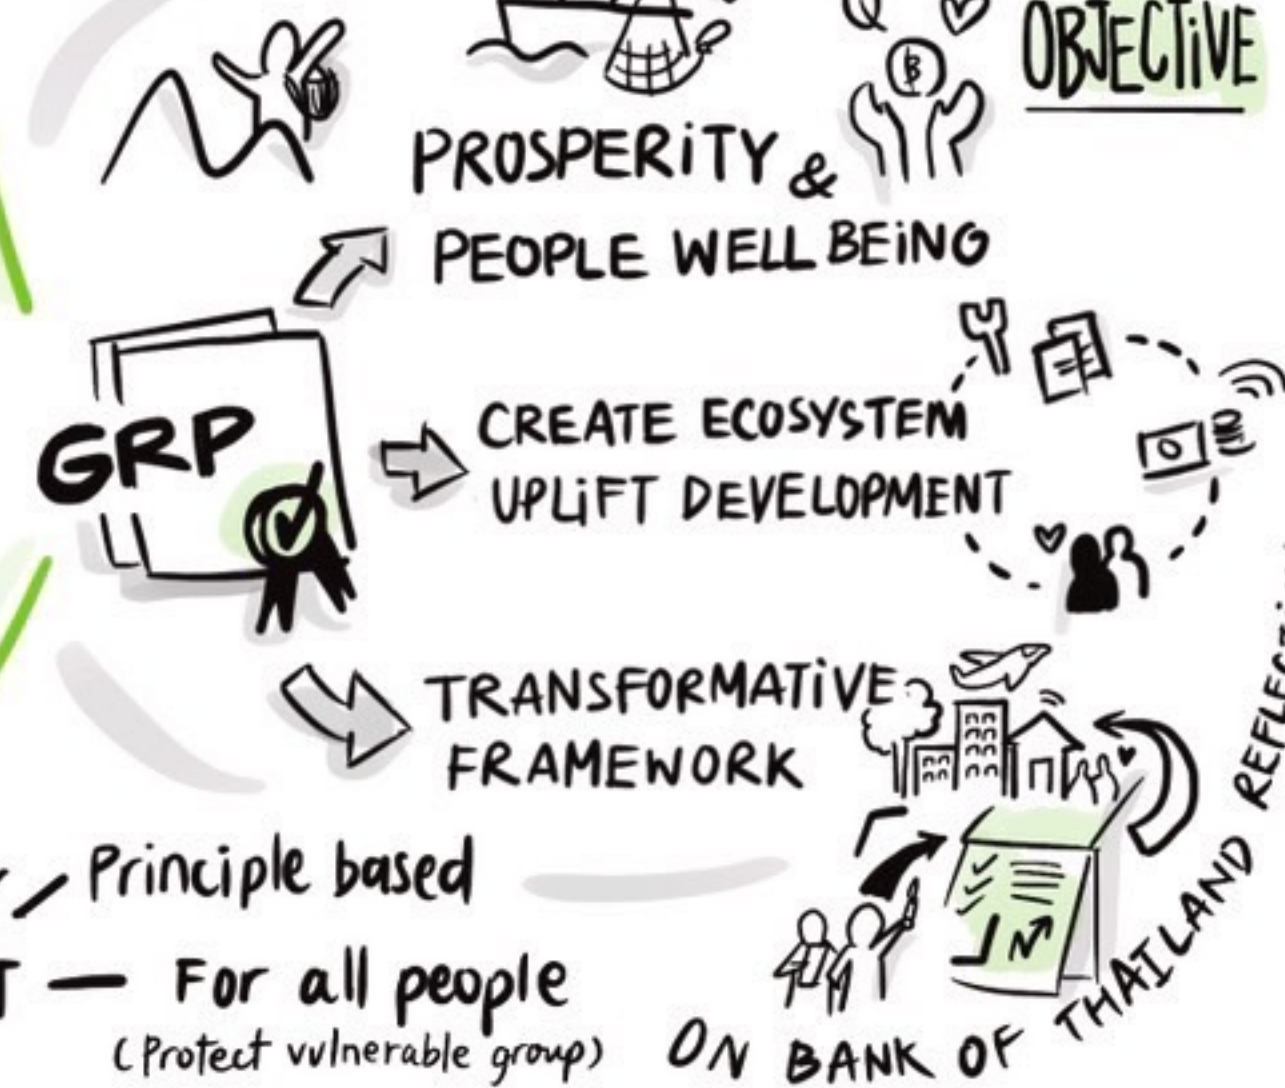 OBJECTIVE
PROSPERITY &
PEOPLE WELL BEING
GRP
CREATE ECOSYSTEM
UPLIFT DEVELOPMENT
TRANSFORMATIVE
FRAMEWORK
Principle based
For all people
(Protect vulnerable group)
ON BANK OF THAILAND